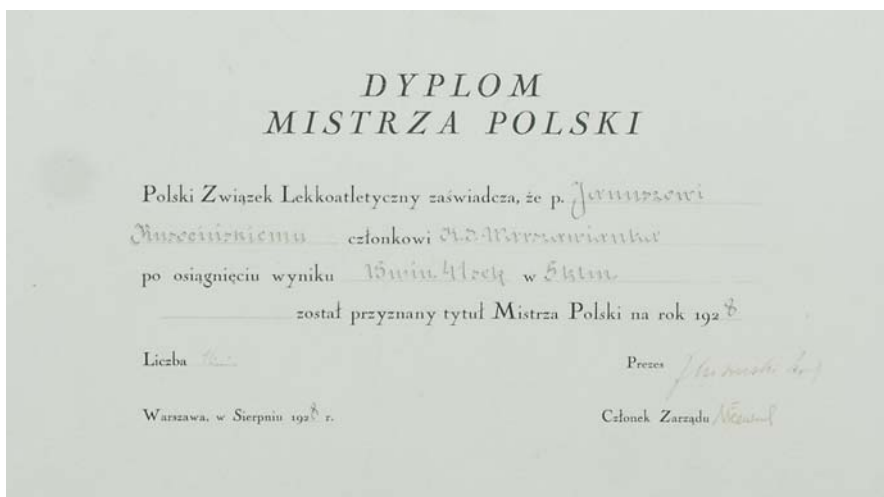 DYPLOM
MISTRZA POLSKI
Polski Związek Lekkoatletyczny zaświadcza, że p. Januszowi
Kusocińskiemu członkowi K.S. Warszawianka
po osiągnięciu wyniku 15 min. 41 sek w 5 klm.
został przyznany tytuł Mistrza Polski na rok 1928
Liczba
Prezes
Warszawa, w Sierpniu 1928 r.
Członek Zarządu